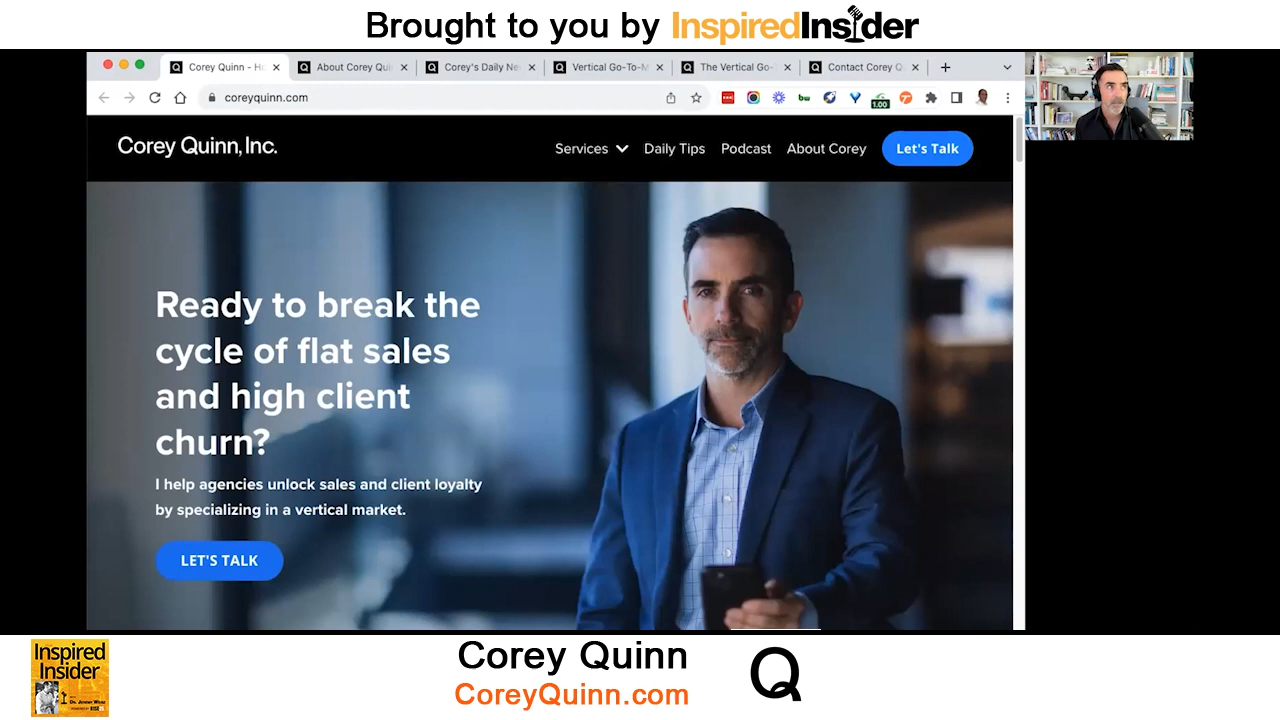 Brought to you by InspiredInsider
Corey Quinn - Ho
About Corey Qui
Corey's Daily Ne
Vertical Go-To-M
The Vertical Go-
Contact Corey Q
coreyquinn.com
1.00
Corey Quinn, Inc.
Services
Daily Tips
Podcast
About Corey
Let's Talk
Ready to break the
cycle of flat sales
and high client
churn?
I help agencies unlock sales and client loyalty
by specializing in a vertical market.
LET'S TALK
Inspired
Insider
Corey Quinn
CoreyQuinn.com
Q